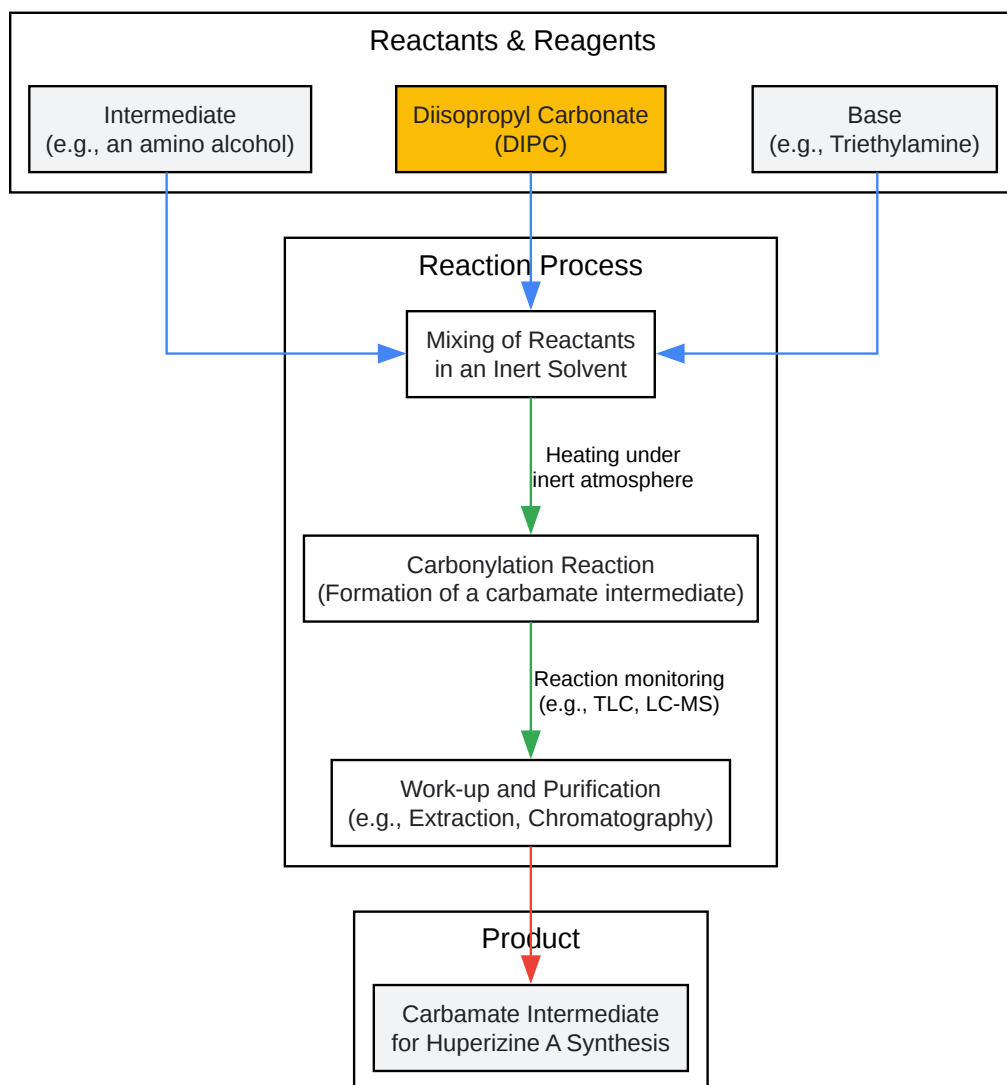 Reactants & Reagents
Intermediate
(e.g., an amino alcohol)
Diisopropyl Carbonate
(DIPC)
Base
(e.g., Triethylamine)
Reaction Process
Mixing of Reactants
in an Inert Solvent
Heating under
inert atmosphere
Carbonylation Reaction
(Formation of a carbamate intermediate)
Reaction monitoring
(e.g., TLC, LC-MS)
Work-up and Purification
(e.g., Extraction, Chromatography)
Product
Carbamate Intermediate
for Huperizine A Synthesis